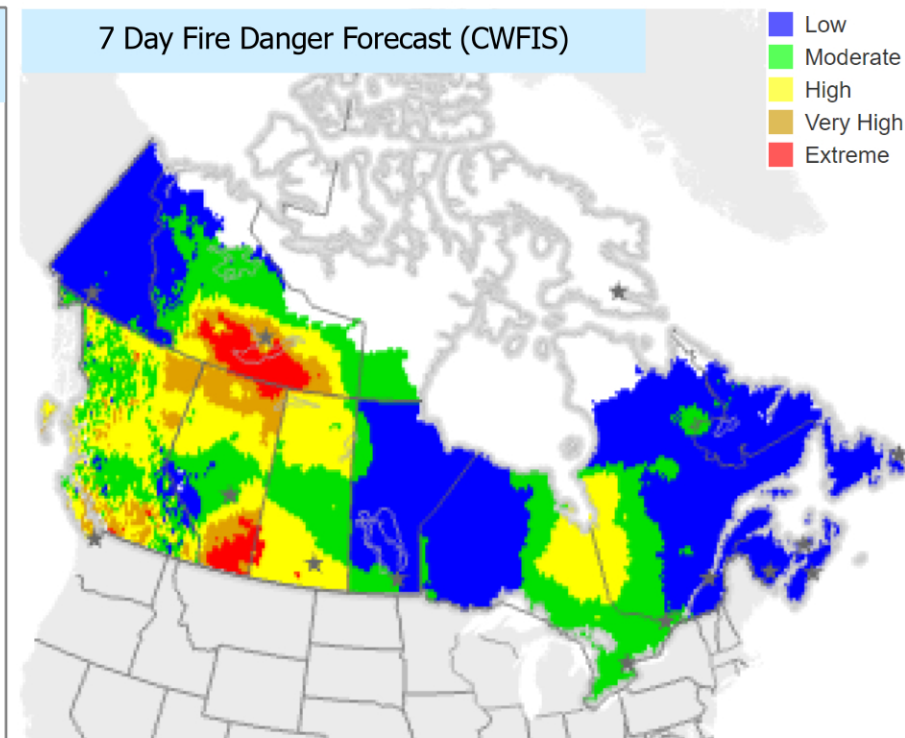 7 Day Fire Danger Forecast (CWFIS)
Low
Moderate
High
Very High
Extreme